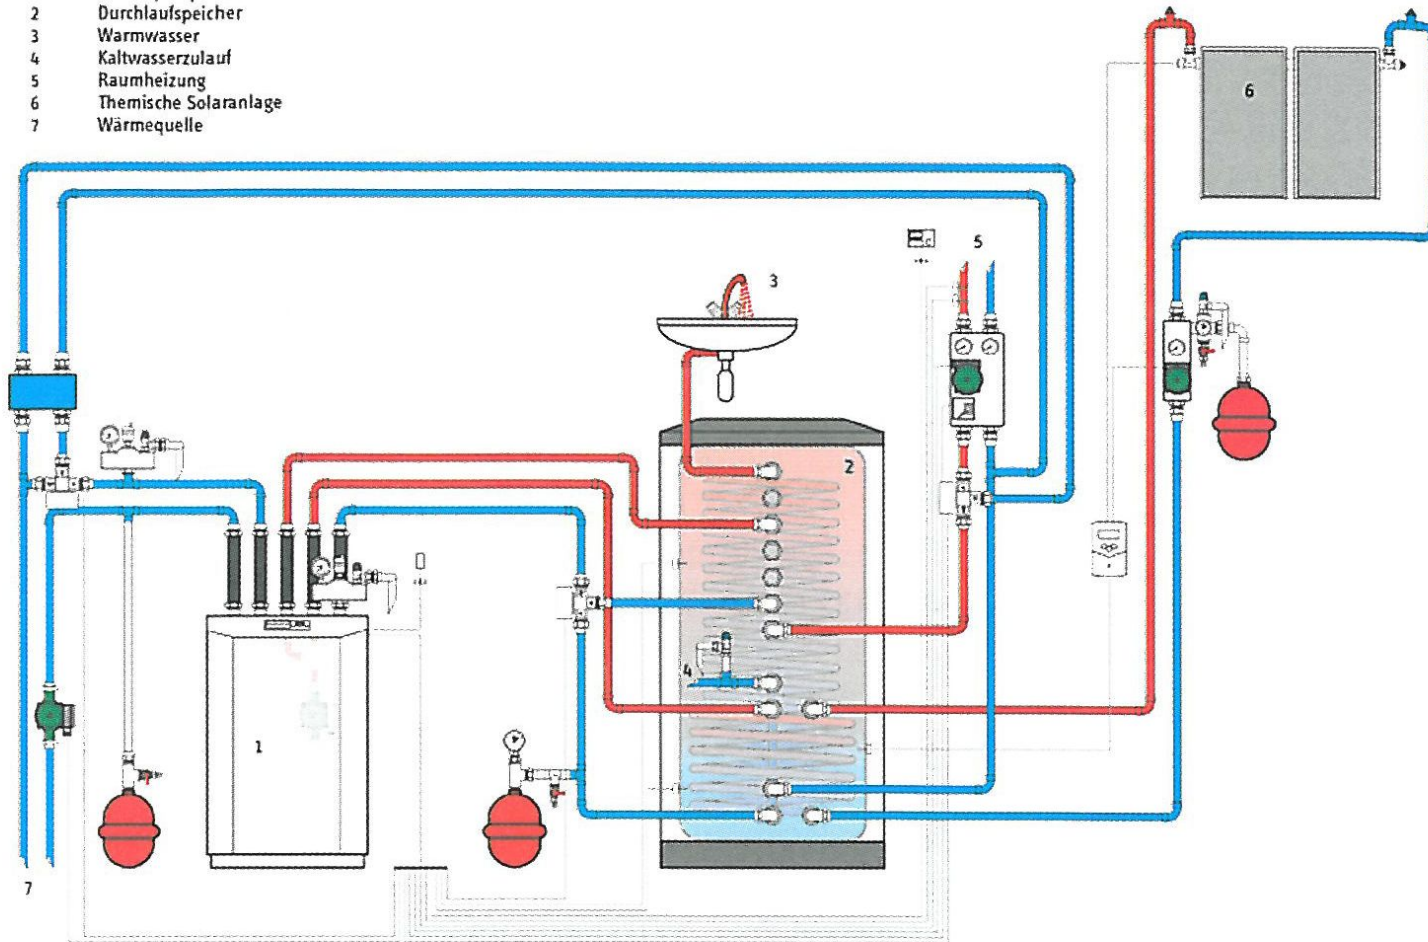 2 Durchlaufspeicher
3 Warmwasser
4 Kaltwasserzulauf
5 Raumheizung
6 Thermische Solaranlage
7 Wärmequelle
6
5
3
2
4
1
7